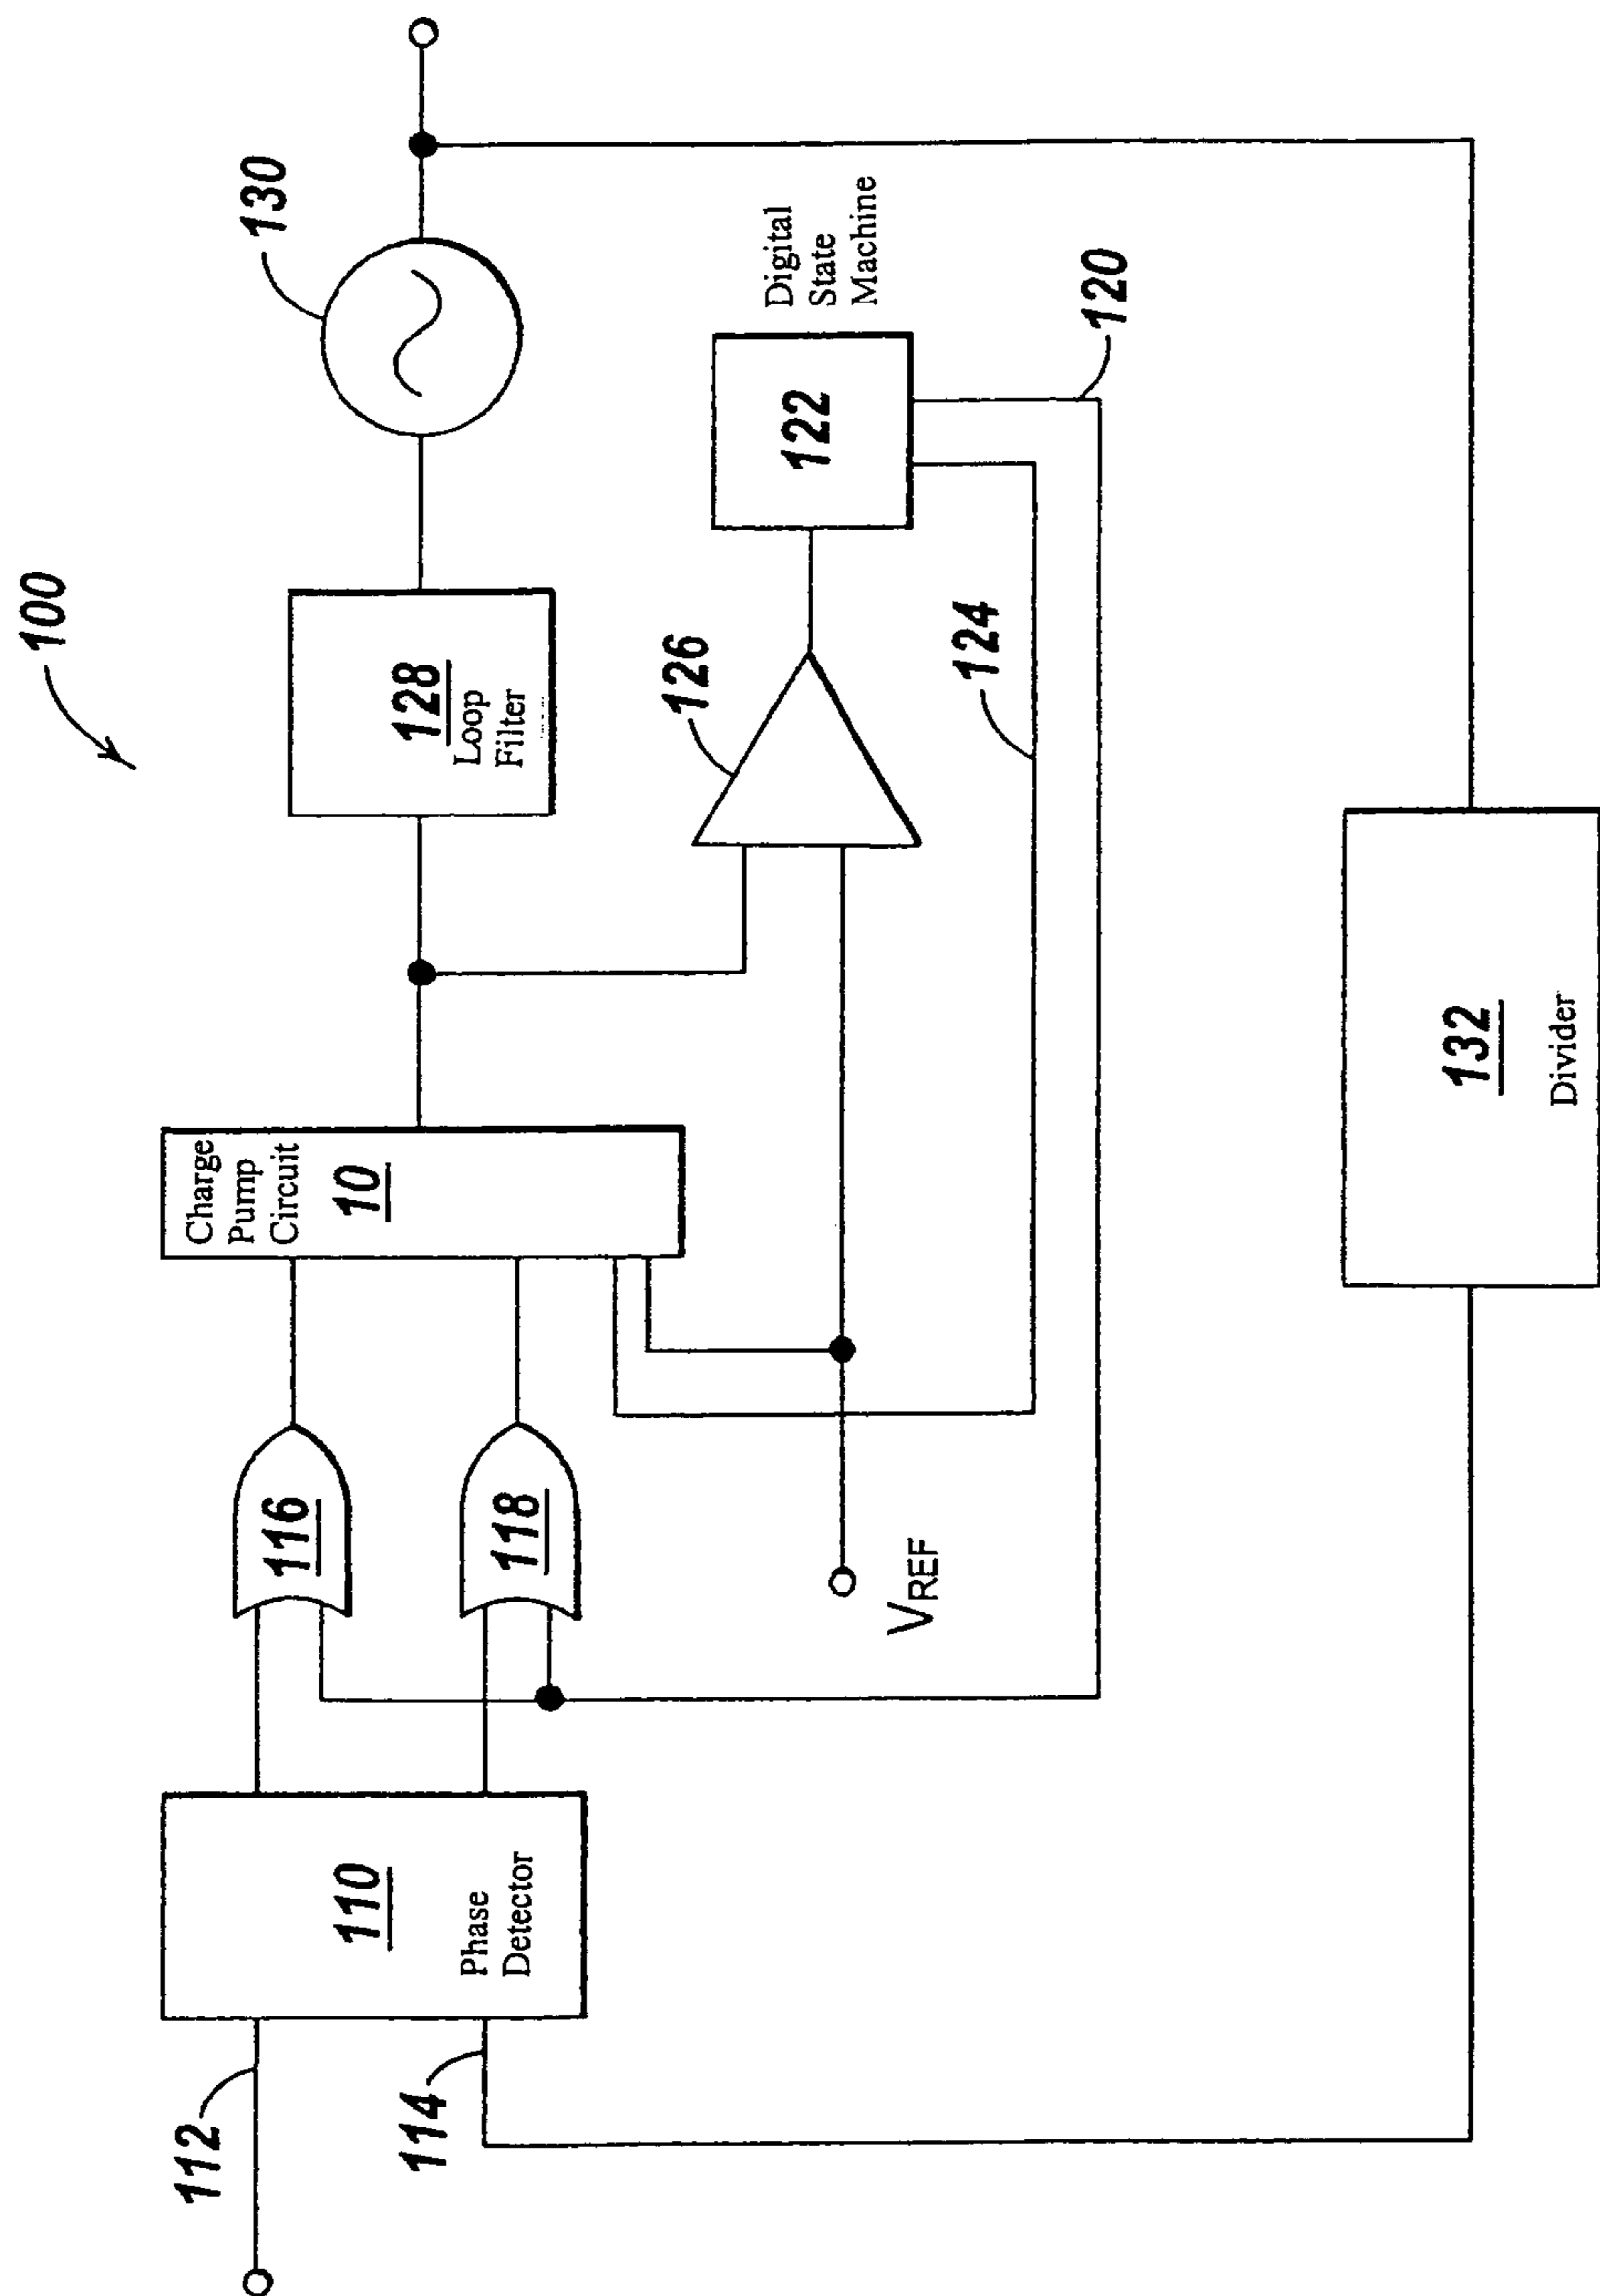 100
112
114
110
Phase
Detector
116
118
Charge
Pump
Circuit
10
VREF
128
Loop
Filter
126
124
130
122
Digital
State
Machine
120
132
Divider